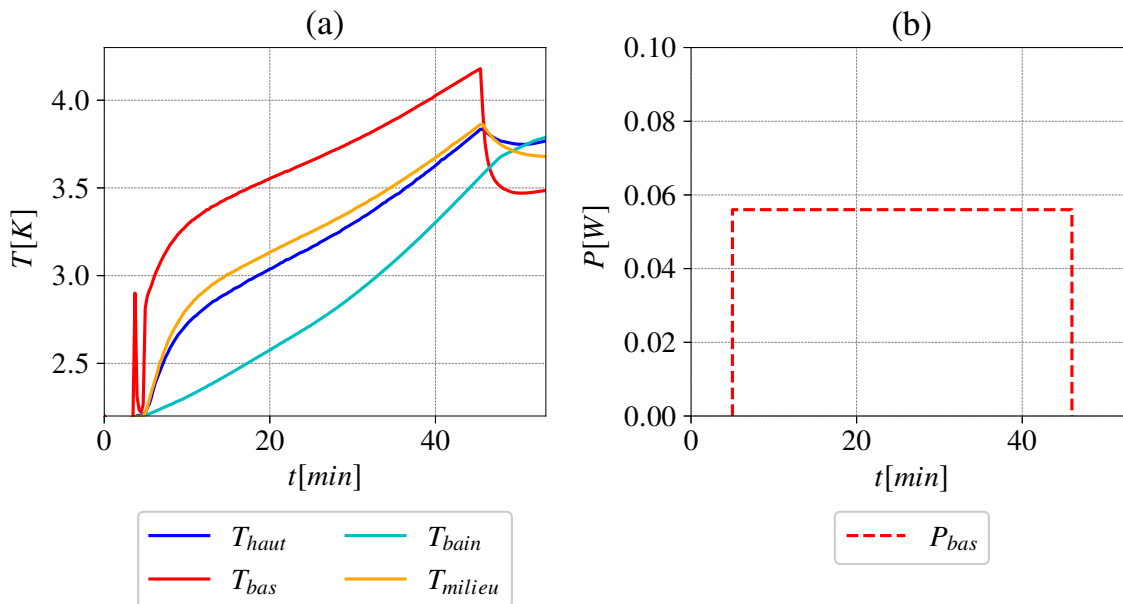 (a)
(b)
T[K]
4.0
3.5
3.0
2.5
0
20
40
t[min]
P[W]
0.10
0.08
0.06
0.04
0.02
0.00
0
20
40
t[min]
T_haut
T_bain
T_bas
T_milieu
P_bas